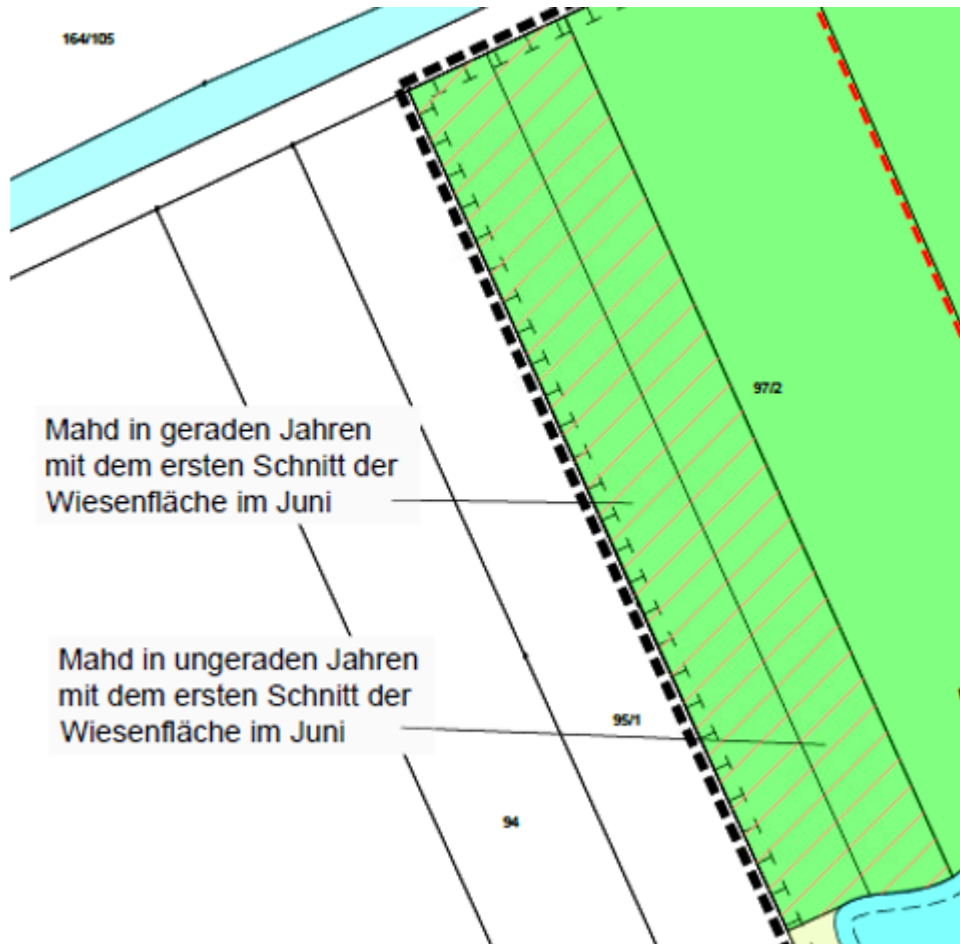 164/105
97/2
Mahd in geraden Jahren
mit dem ersten Schnitt der
Wiesenfläche im Juni
Mahd in ungeraden Jahren
mit dem ersten Schnitt der
Wiesenfläche im Juni
95/1
94